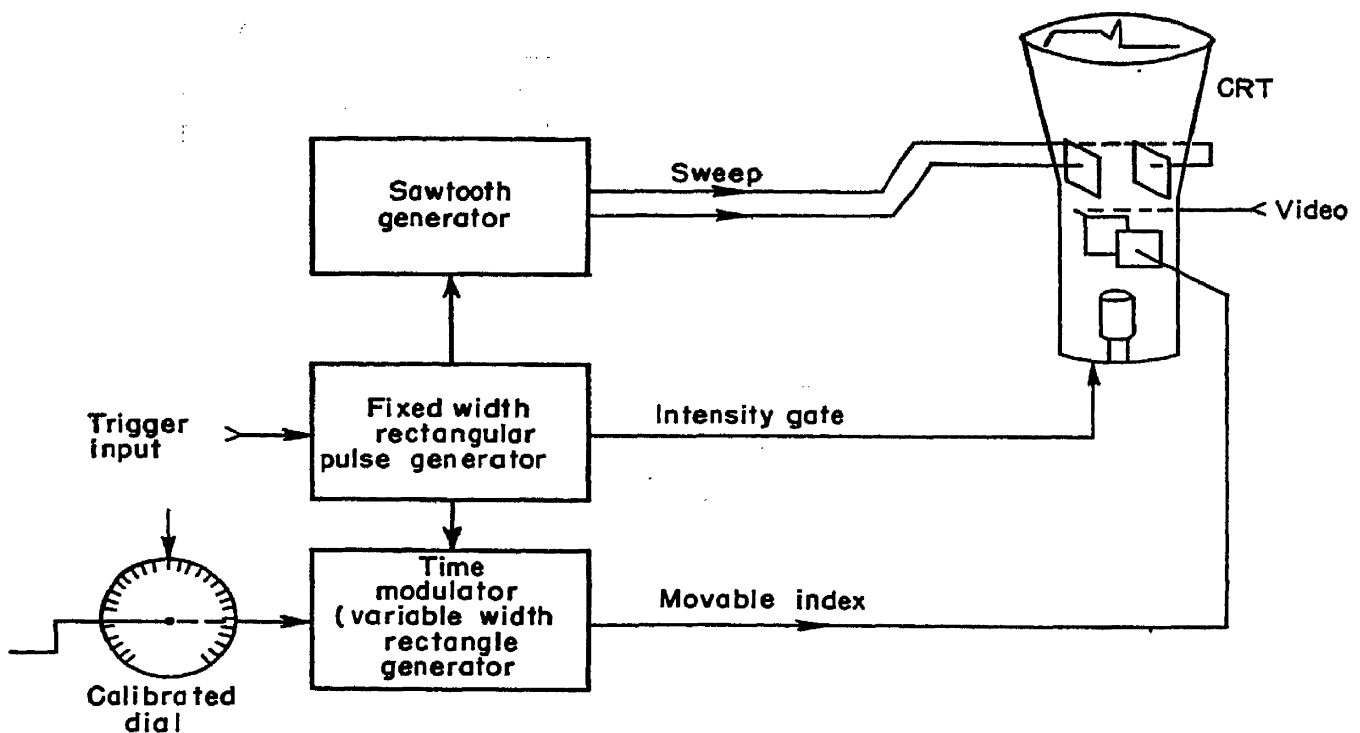 CRT
Sweep
Sawtooth
generator
Video
Fixed width
rectangular
pulse generator
Intensity gate
Trigger
input
Time
modulator
(variable width
rectangle
generator
Movable index
Calibrated
dial